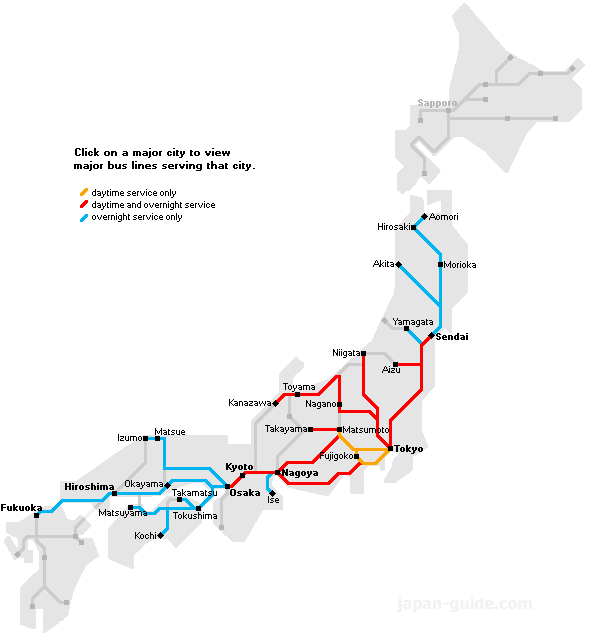 Sapporo
Click on a major city to view
major bus lines serving that city.
daytime service only
daytime and overnight service
overnight service only
Aomori
Hirosaki
Akita
Morioka
Yamagata
Sendai
Niigata
Aizu
Toyama
Kanazawa
Nagano
Takayama
Matsumoto
Izumo
Matsue
Tokyo
Fujigoko
Kyoto
Nagoya
Hiroshima
Okayama
Osaka
Takamatsu
Ise
Fukuoka
Matsuyama
Tokushima
Kochi
japan-guide.com